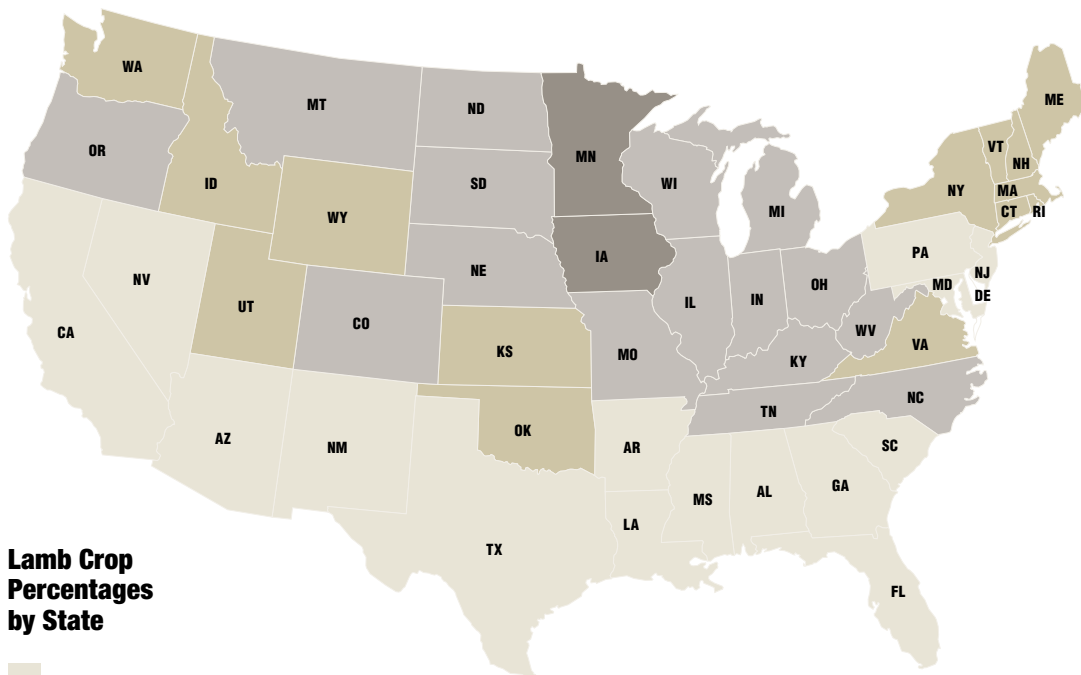 WA
MT
ND
ME
OR
MN
VT
NH
ID
SD
WI
NY
MA
WY
MI
CT
RI
PA
IA
NE
NV
OH
NJ
MD
UT
IL
IN
DE
CO
CA
WV
KS
MO
VA
KY
NC
TN
OK
AZ
NM
AR
SC
MS
AL
GA
LA
TX
FL
Lamb Crop
Percentages
by State